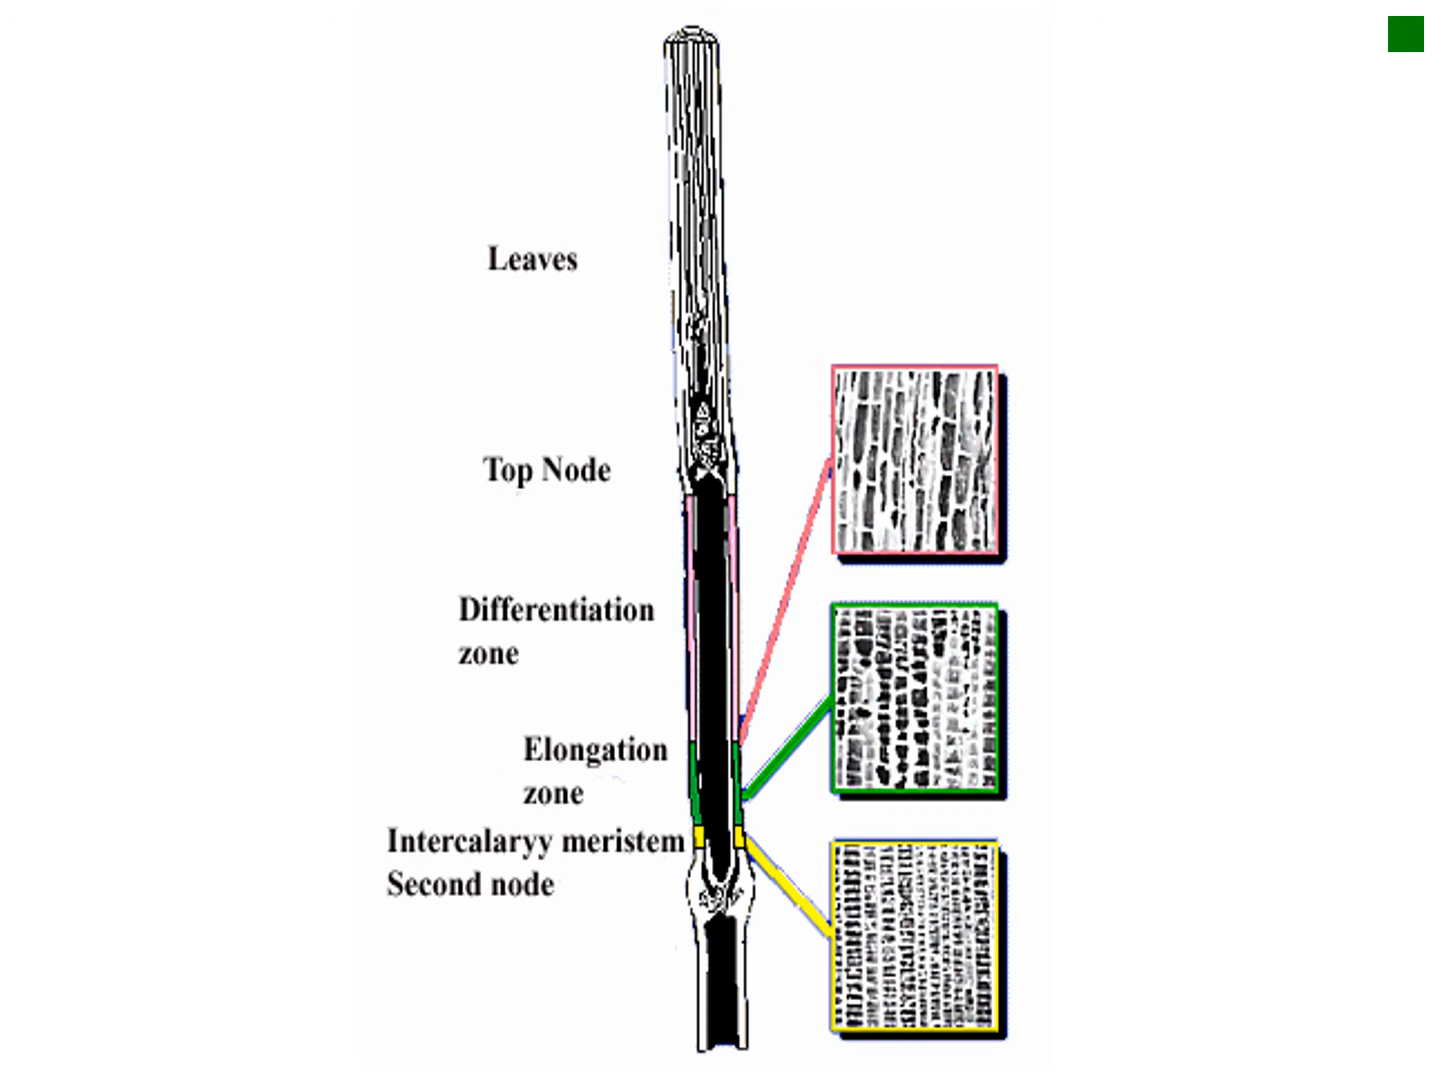 Leaves
Top Node
Differentiation
zone
Elongation
zone
Intercalaryy meristem
Second node